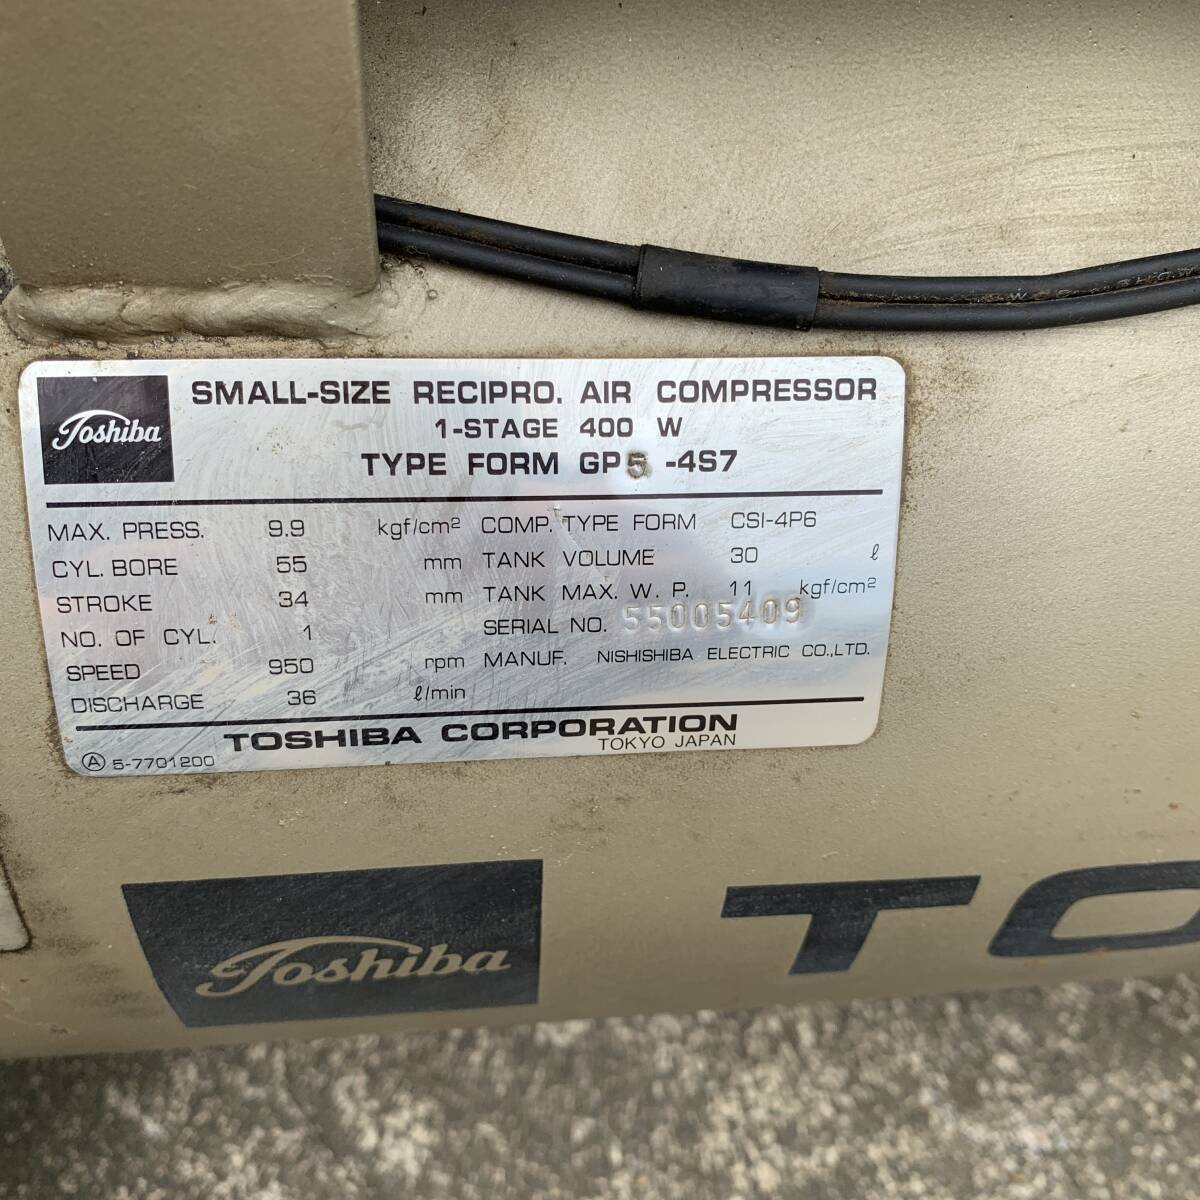 Toshiba
SMALL-SIZE RECIPRO. AIR COMPRESSOR
1-STAGE 400 W
TYPE FORM GP5-4S7
MAX. PRESS. 9.9 kgf/cm²
CYL. BORE 55 mm
STROKE 34 mm
NO. OF CYL. 1
SPEED 950 rpm
DISCHARGE 36 ℓ/min
COMP. TYPE FORM CSI-4P6
TANK VOLUME 30 ℓ
TANK MAX. W. P. 11 kgf/cm²
SERIAL NO. 55005409
MANUF. NISHISHIBA ELECTRIC CO.,LTD.
TOSHIBA CORPORATION
TOKYO JAPAN
Ⓐ 5-7701200
Toshiba
TO